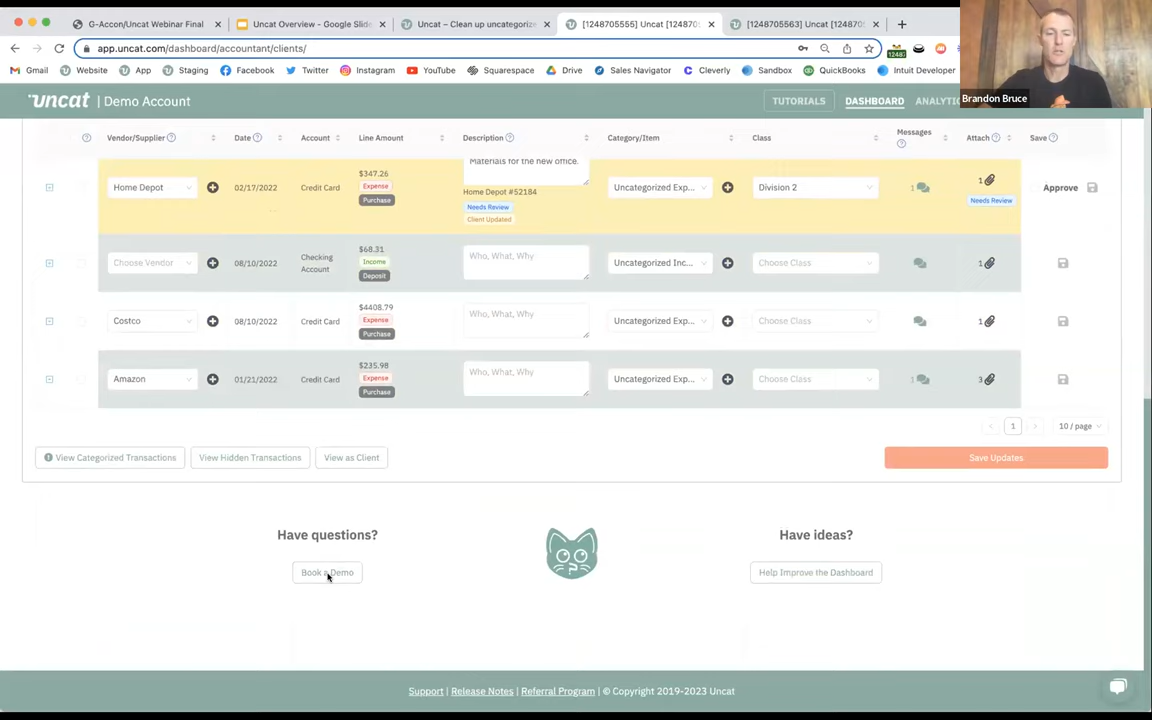 G-Accon/Uncat Webinar Final
Uncat Overview - Google Slide
Uncat – Clean up uncategoriz
[1248705555] Uncat [124870
[1248705563] Uncat [1248705
app.uncat.com/dashboard/accountant/clients/
Gmail
Website
App
Staging
Facebook
Twitter
Instagram
YouTube
Squarespace
Drive
Sales Navigator
Cleverly
Sandbox
QuickBooks
Intuit Developer
Brandon Bruce
uncat | Demo Account
TUTORIALS
DASHBOARD
ANALYTI
Vendor/Supplier
Date
Account
Line Amount
Description
Category/Item
Class
Messages
Attach
Save
Home Depot
02/17/2022
Credit Card
$347.26
Expense
Purchase
Materials for the new office.
Home Depot #52184
Needs Review
Client Updated
Uncategorized Exp...
Division 2
1
1
Needs Review
Approve
Choose Vendor
08/10/2022
Checking
Account
$68.31
Income
Deposit
Who, What, Why
Uncategorized Inc...
Choose Class
1
Costco
08/10/2022
Credit Card
$4408.79
Expense
Purchase
Who, What, Why
Uncategorized Exp...
Choose Class
1
Amazon
01/21/2022
Credit Card
$235.98
Expense
Purchase
Who, What, Why
Uncategorized Exp...
Choose Class
1
3
1
10 / page
View Categorized Transactions
View Hidden Transactions
View as Client
Save Updates
Have questions?
Book a Demo
Have ideas?
Help Improve the Dashboard
Support | Release Notes | Referral Program | © Copyright 2019-2023 Uncat